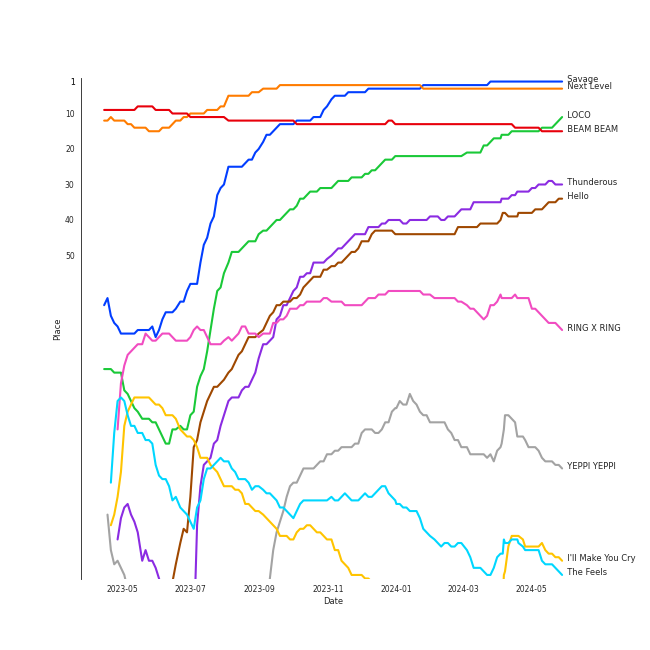 1
10
20
30
40
50
Place
Savage
Next Level
LOCO
BEAM BEAM
Thunderous
Hello
RING X RING
YEPPI YEPPI
I'll Make You Cry
The Feels
2023-05 2023-07 2023-09 2023-11 2024-01 2024-03 2024-05
Date